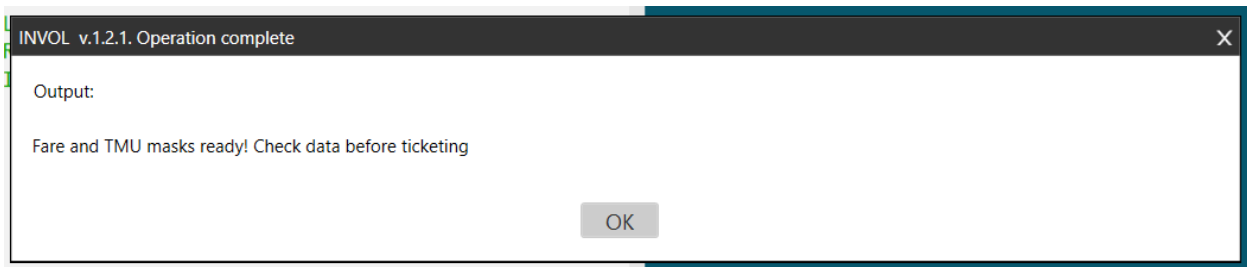 INVOL v.1.2.1. Operation complete X
Output:
Fare and TMU masks ready! Check data before ticketing
OK